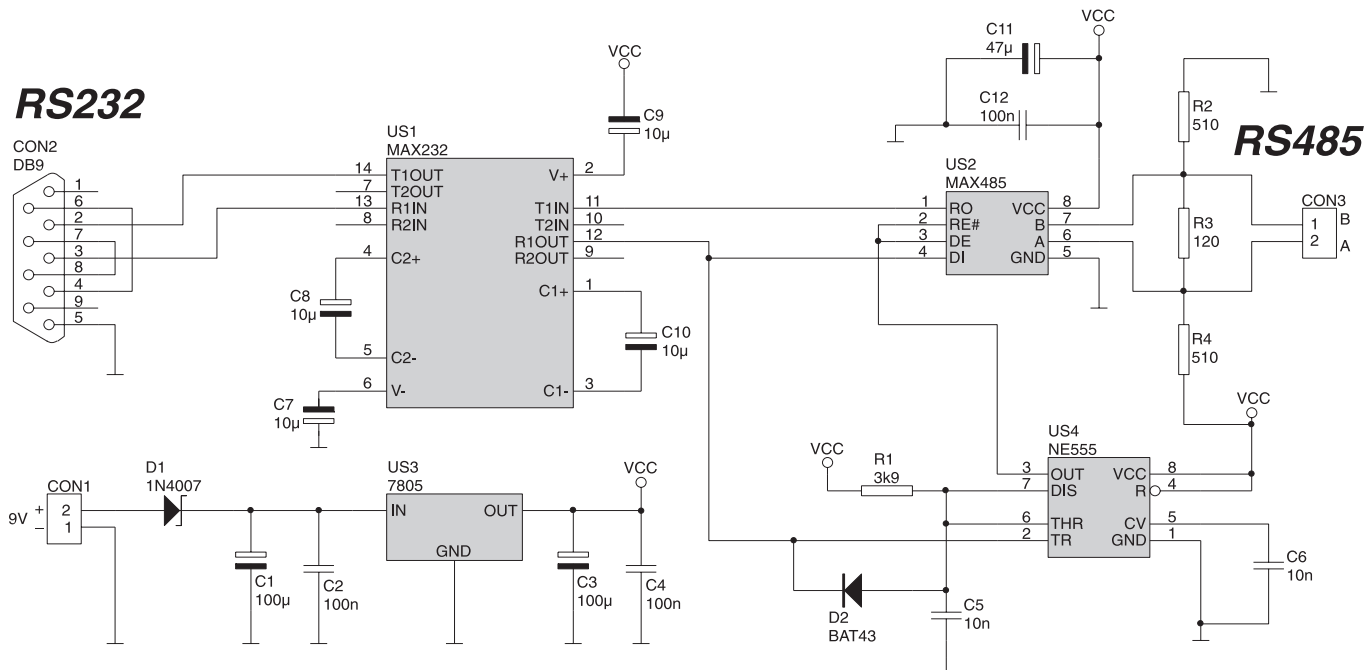 RS232
CON2
DB9
1
6
2
7
3
8
4
9
5
US1
MAX232
14 T1OUT
7 T2OUT
13 R1IN
8 R2IN
4 C2+
5 C2-
6 V-
V+ 2
T1IN 11
T2IN 10
R1OUT 12
R2OUT 9
C1+ 1
C1- 3
VCC
C9
10µ
C8
10µ
C10
10µ
C7
10µ
VCC
C11
47µ
C12
100n
US2
MAX485
1 RO
2 RE#
3 DE
4 DI
VCC 8
B 7
A 6
GND 5
R2
510
RS485
R3
120
CON3
1 B
2 A
R4
510
VCC
CON1
9V
+ 2
– 1
D1
1N4007
US3
7805
IN OUT
GND
VCC
C1
100µ
C2
100n
C3
100µ
C4
100n
VCC
R1
3k9
US4
NE555
3 OUT
7 DIS
6 THR
2 TR
VCC 8
R 4
CV 5
GND 1
C6
10n
D2
BAT43
C5
10n